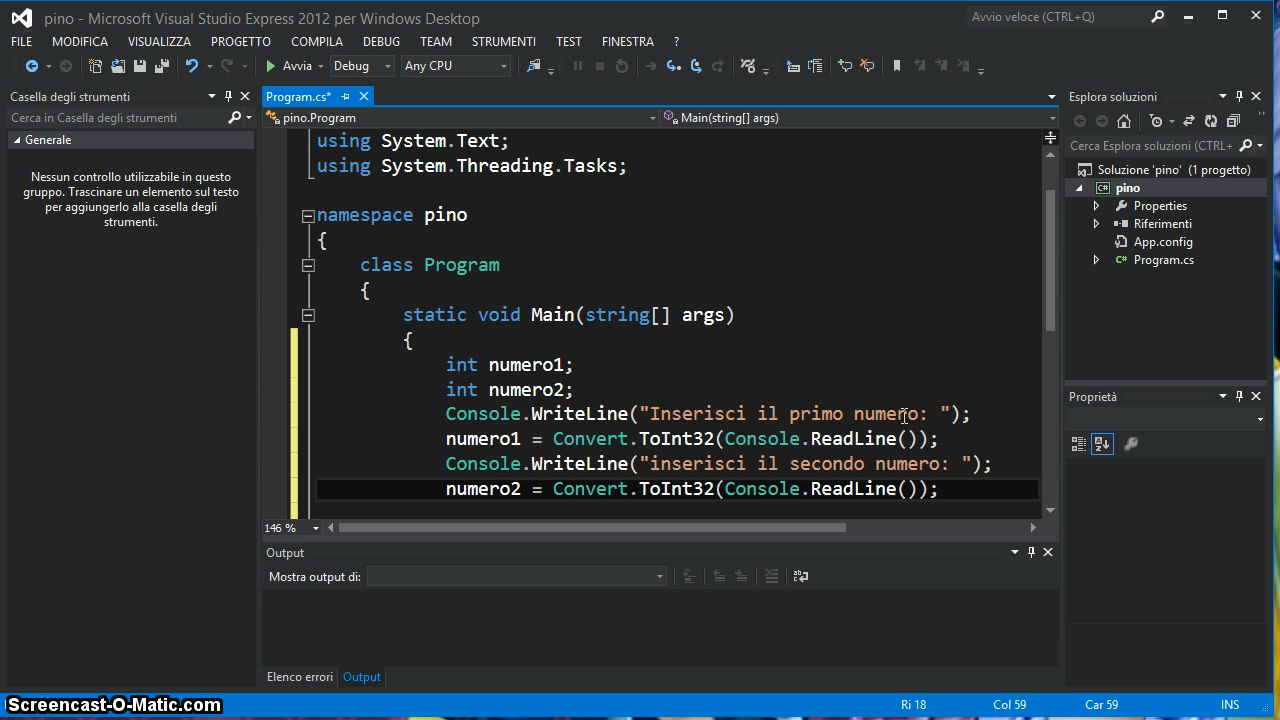 pino - Microsoft Visual Studio Express 2012 per Windows Desktop
Avvio veloce (CTRL+Q)
FILE MODIFICA VISUALIZZA PROGETTO COMPILA DEBUG TEAM STRUMENTI TEST FINESTRA ?
Avvia Debug Any CPU
Casella degli strumenti
Cerca in Casella degli strumenti
Generale
Nessun controllo utilizzabile in questo
gruppo. Trascinare un elemento sul testo
per aggiungerlo alla casella degli
strumenti.
Program.cs*
pino.Program
Main(string[] args)
using System.Text;
using System.Threading.Tasks;
namespace pino
{
class Program
{
static void Main(string[] args)
{
int numero1;
int numero2;
Console.WriteLine("Inserisci il primo numero: ");
numero1 = Convert.ToInt32(Console.ReadLine());
Console.WriteLine("inserisci il secondo numero: ");
numero2 = Convert.ToInt32(Console.ReadLine());
146 %
Output
Mostra output di:
Elenco errori Output
Esplora soluzioni
Cerca Esplora soluzioni (CTRL+
Soluzione 'pino' (1 progetto)
pino
Properties
Riferimenti
App.config
Program.cs
Proprietà
Screencast-O-Matic.com
Ri 18 Col 59 Car 59 INS